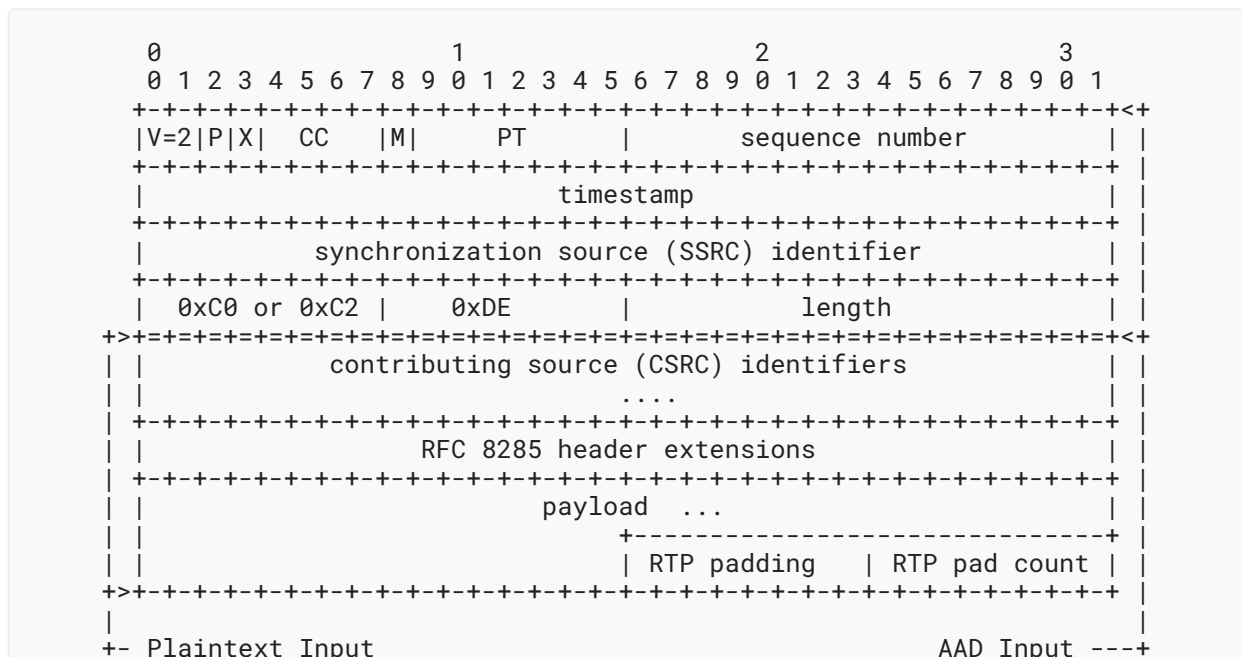 0                   1                   2                   3
  0 1 2 3 4 5 6 7 8 9 0 1 2 3 4 5 6 7 8 9 0 1 2 3 4 5 6 7 8 9 0 1
 +-+-+-+-+-+-+-+-+-+-+-+-+-+-+-+-+-+-+-+-+-+-+-+-+-+-+-+-+-+-+-+-+<+
 |V=2|P|X|  CC   |M|     PT      |       sequence number         | |
 +-+-+-+-+-+-+-+-+-+-+-+-+-+-+-+-+-+-+-+-+-+-+-+-+-+-+-+-+-+-+-+-+ |
 |                           timestamp                           | |
 +-+-+-+-+-+-+-+-+-+-+-+-+-+-+-+-+-+-+-+-+-+-+-+-+-+-+-+-+-+-+-+-+ |
 |           synchronization source (SSRC) identifier            | |
 +-+-+-+-+-+-+-+-+-+-+-+-+-+-+-+-+-+-+-+-+-+-+-+-+-+-+-+-+-+-+-+-+ |
 |  0xC0 or 0xC2 |    0xDE       |           length              | |
+>+=+=+=+=+=+=+=+=+=+=+=+=+=+=+=+=+=+=+=+=+=+=+=+=+=+=+=+=+=+=+=+=+<+
| |            contributing source (CSRC) identifiers             | |
| |                               ....                            | |
| +-+-+-+-+-+-+-+-+-+-+-+-+-+-+-+-+-+-+-+-+-+-+-+-+-+-+-+-+-+-+-+-+ |
| |                  RFC 8285 header extensions                   | |
| +-+-+-+-+-+-+-+-+-+-+-+-+-+-+-+-+-+-+-+-+-+-+-+-+-+-+-+-+-+-+-+-+ |
| |                          payload  ...                         | |
| |                               +-------------------------------+ |
| |                               | RTP padding   | RTP pad count | |
+>+-+-+-+-+-+-+-+-+-+-+-+-+-+-+-+-+-+-+-+-+-+-+-+-+-+-+-+-+-+-+-+-+ |
|                                                                   |
+- Plaintext Input                                     AAD Input ---+